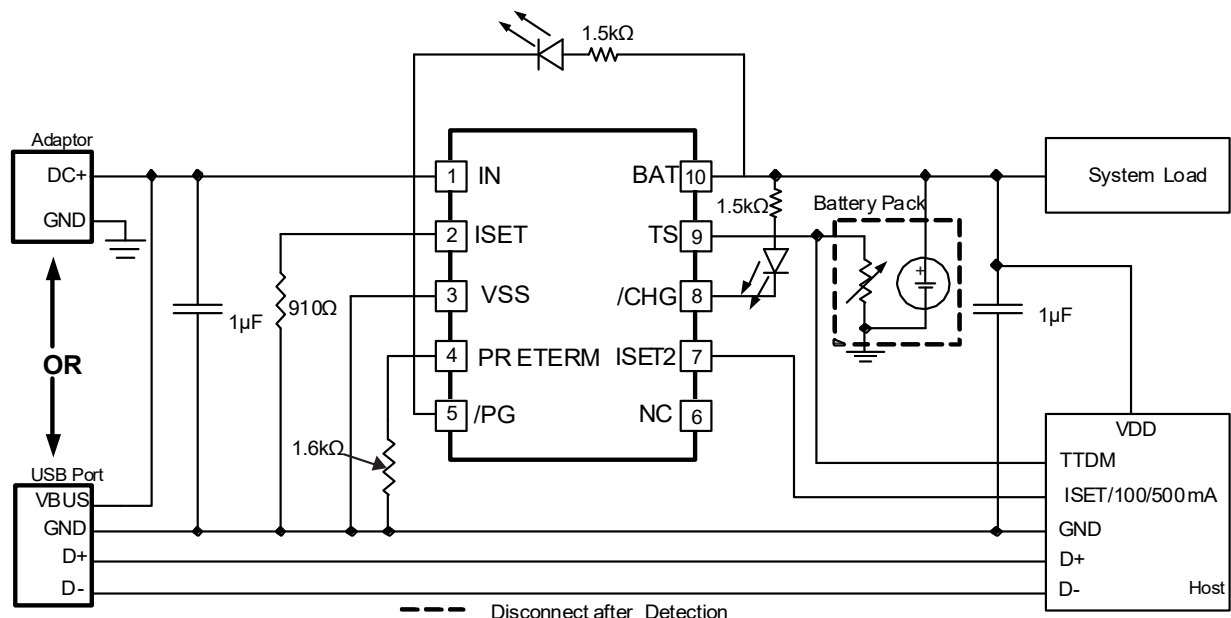 1.5kΩ
Adaptor
DC+
GND
OR
USB Port
VBUS
GND
D+
D-
1µF
910Ω
1.6kΩ
1
IN
2
ISET
3
VSS
4
PRETERM
5
/PG
BAT
10
TS
9
/CHG
8
ISET2
7
NC
6
1.5kΩ
Battery Pack
+
1µF
System Load
VDD
TTDM
ISET/100/500mA
GND
D+
D-
Host
Disconnect after Detection